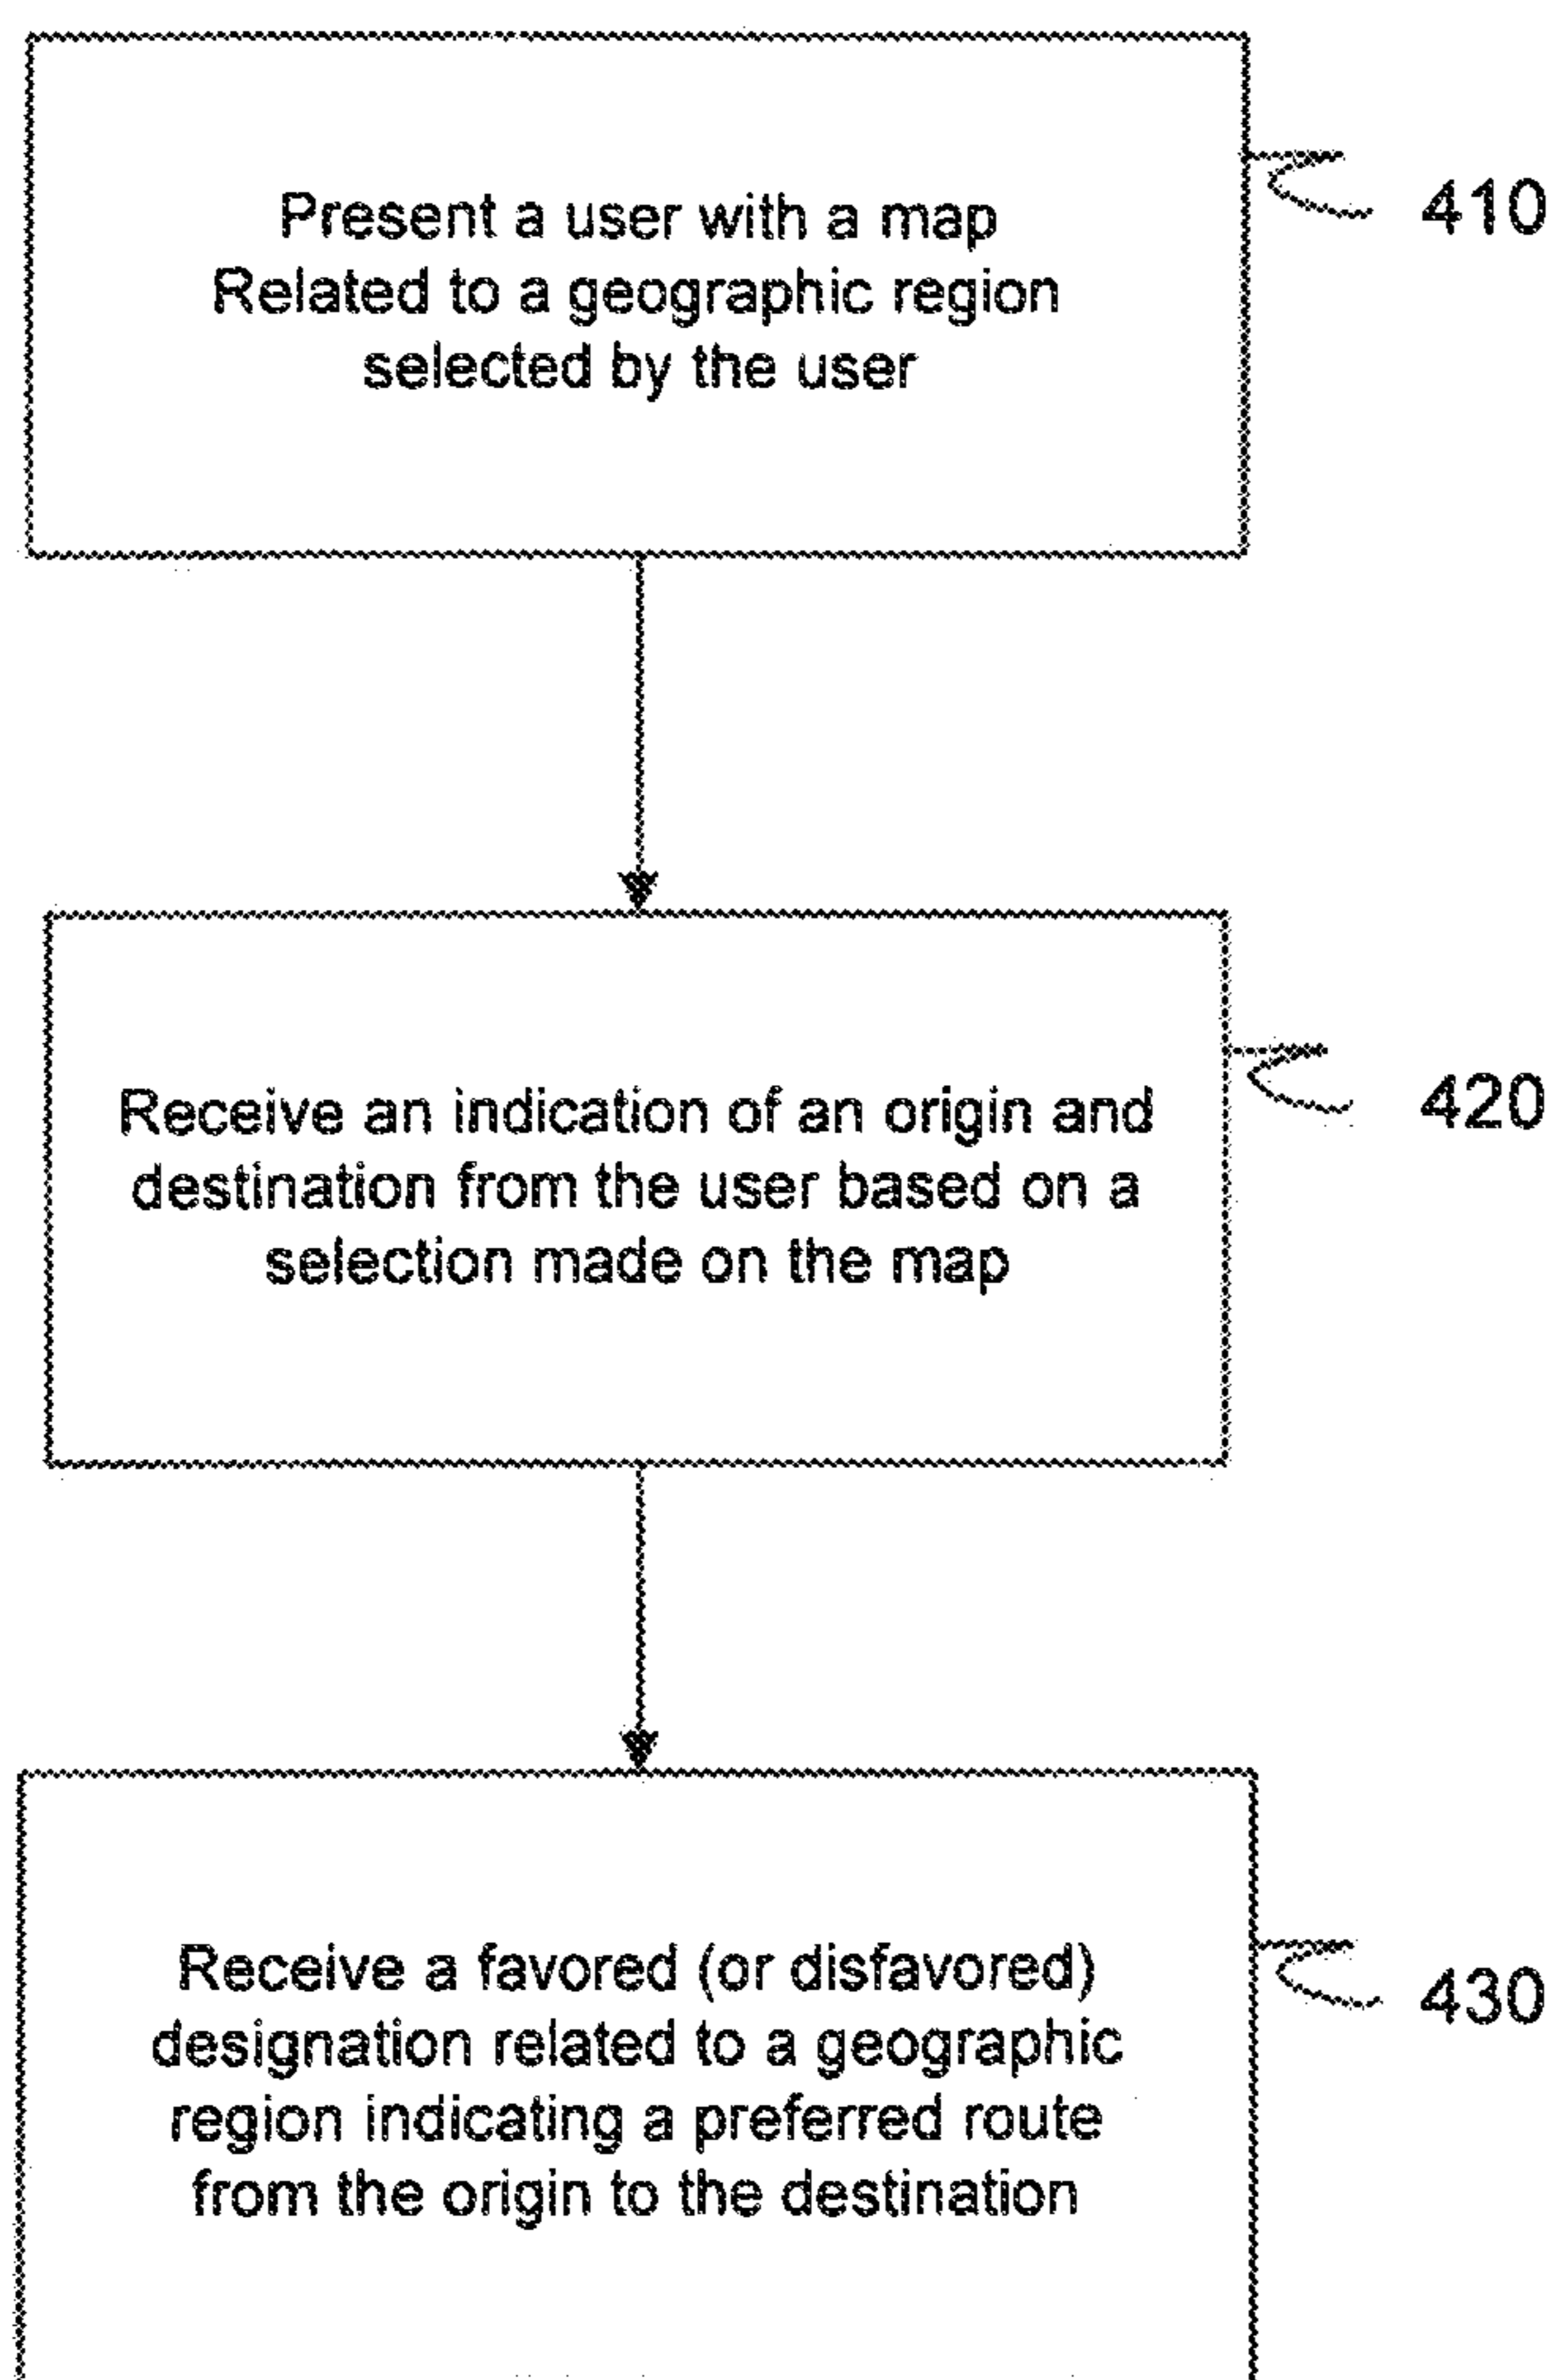 Present a user with a map
Related to a geographic region
selected by the user
410
Receive an indication of an origin and
destination from the user based on a
selection made on the map
420
Receive a favored (or disfavored)
designation related to a geographic
region indicating a preferred route
from the origin to the destination
430